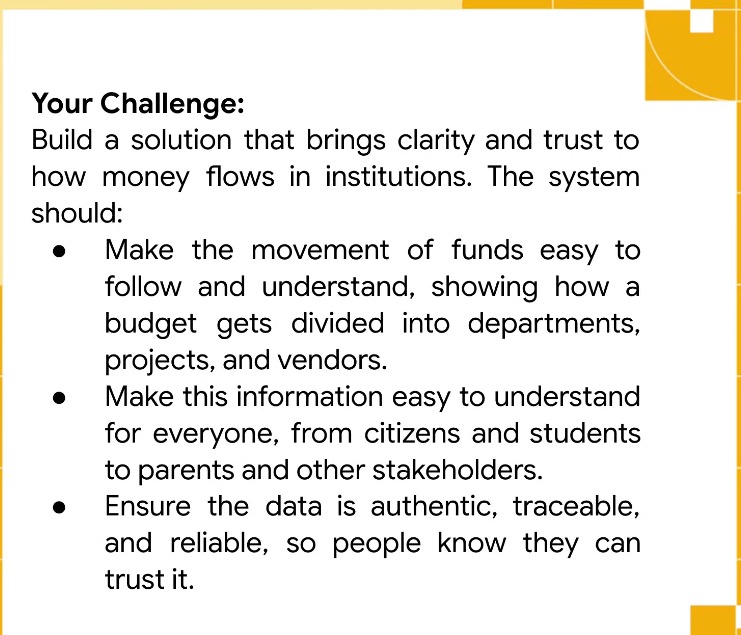 Your Challenge:
Build a solution that brings clarity and trust to
how money flows in institutions. The system
should:
● Make the movement of funds easy to
follow and understand, showing how a
budget gets divided into departments,
projects, and vendors.
● Make this information easy to understand
for everyone, from citizens and students
to parents and other stakeholders.
● Ensure the data is authentic, traceable,
and reliable, so people know they can
trust it.